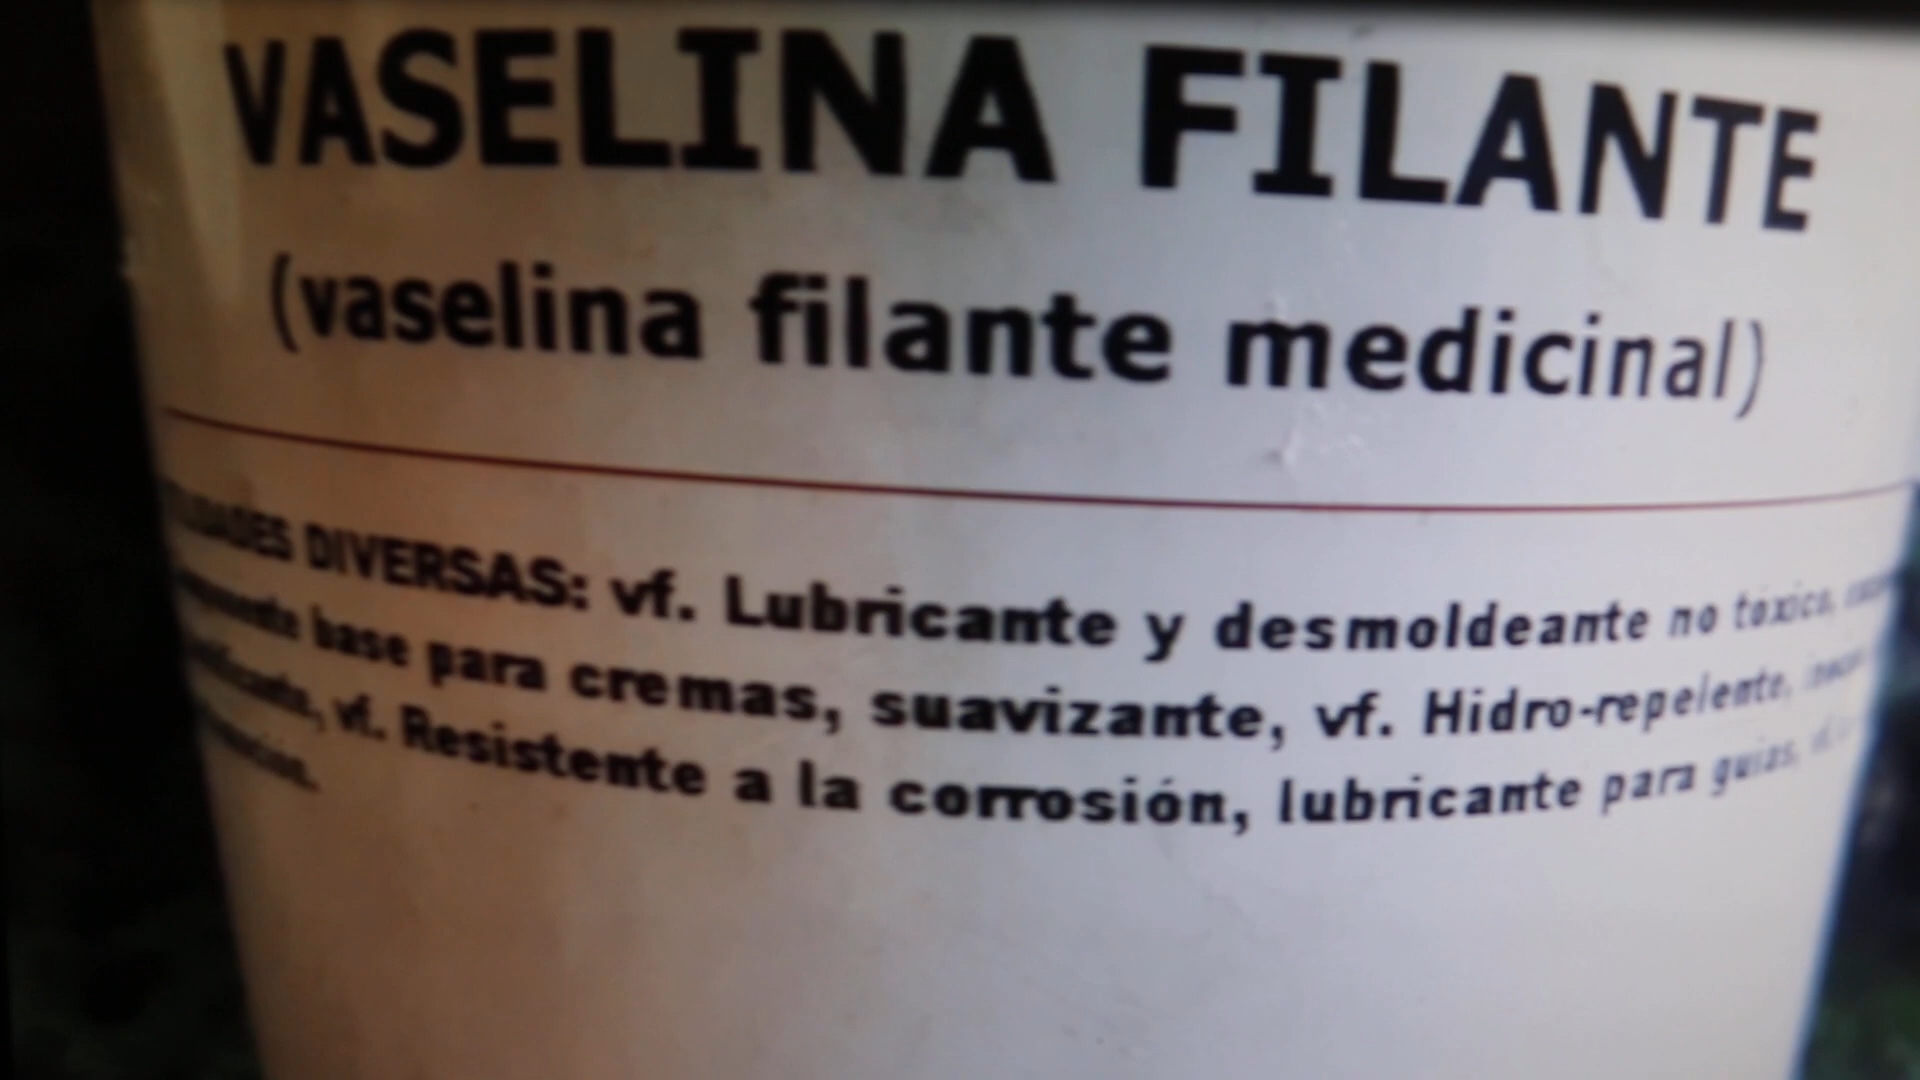 VASELINA FILANTE
(vaselina filante medicinal)
DIVERSAS: vf. Lubricante y desmoldeante no toxico,
base para cremas, suavizante, vf. Hidro-repelente,
vf. Resistente a la corrosión, lubricante para guias,